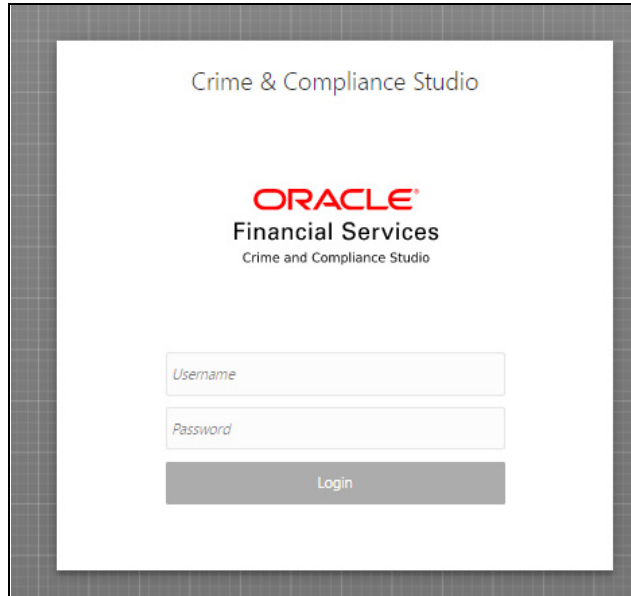 Crime & Compliance Studio
ORACLE®
Financial Services
Crime and Compliance Studio
Username
Password
Login